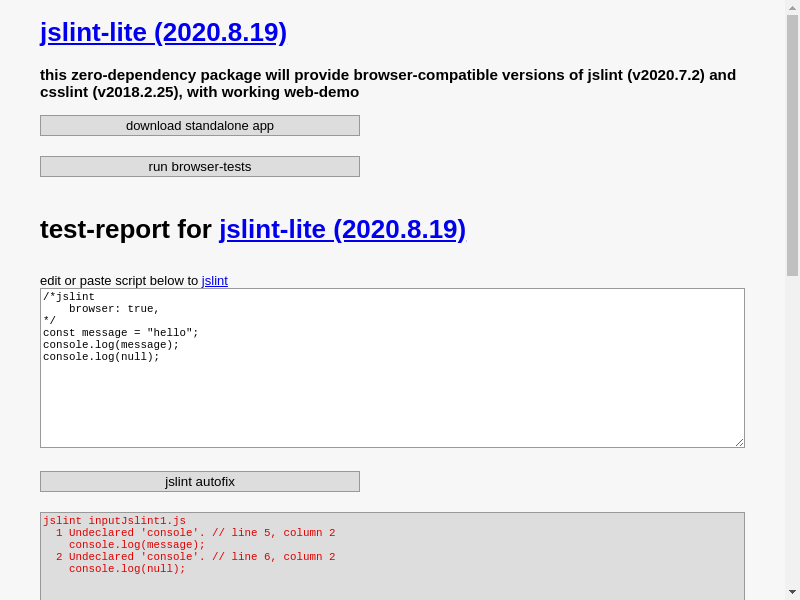 jslint-lite (2020.8.19)
this zero-dependency package will provide browser-compatible versions of jslint (v2020.7.2) and
csslint (v2018.2.25), with working web-demo
download standalone app
run browser-tests
test-report for jslint-lite (2020.8.19)
edit or paste script below to jslint
/*jslint
    browser: true,
*/
const message = "hello";
console.log(message);
console.log(null);
jslint autofix
jslint inputJslint1.js
  1 Undeclared 'console'. // line 5, column 2
    console.log(message);
  2 Undeclared 'console'. // line 6, column 2
    console.log(null);